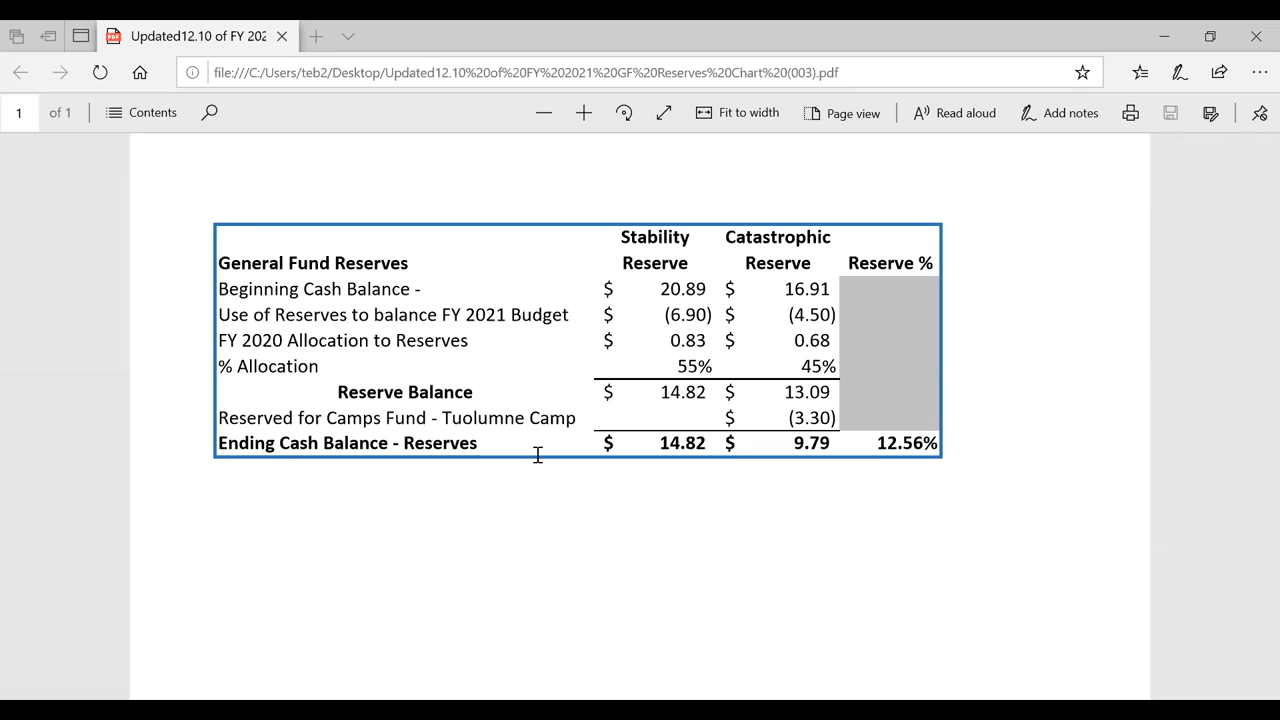 Updated12.10 of FY 202
file:///C:/Users/teb2/Desktop/Updated12.10%20of%20FY%202021%20GF%20Reserves%20Chart%20(003).pdf
1 of 1 Contents Fit to width Page view Read aloud Add notes
Stability Catastrophic
General Fund Reserves Reserve Reserve Reserve %
Beginning Cash Balance - $ 20.89 $ 16.91
Use of Reserves to balance FY 2021 Budget $ (6.90) $ (4.50)
FY 2020 Allocation to Reserves $ 0.83 $ 0.68
% Allocation 55% 45%
Reserve Balance $ 14.82 $ 13.09
Reserved for Camps Fund - Tuolumne Camp $ (3.30)
Ending Cash Balance - Reserves $ 14.82 $ 9.79 12.56%